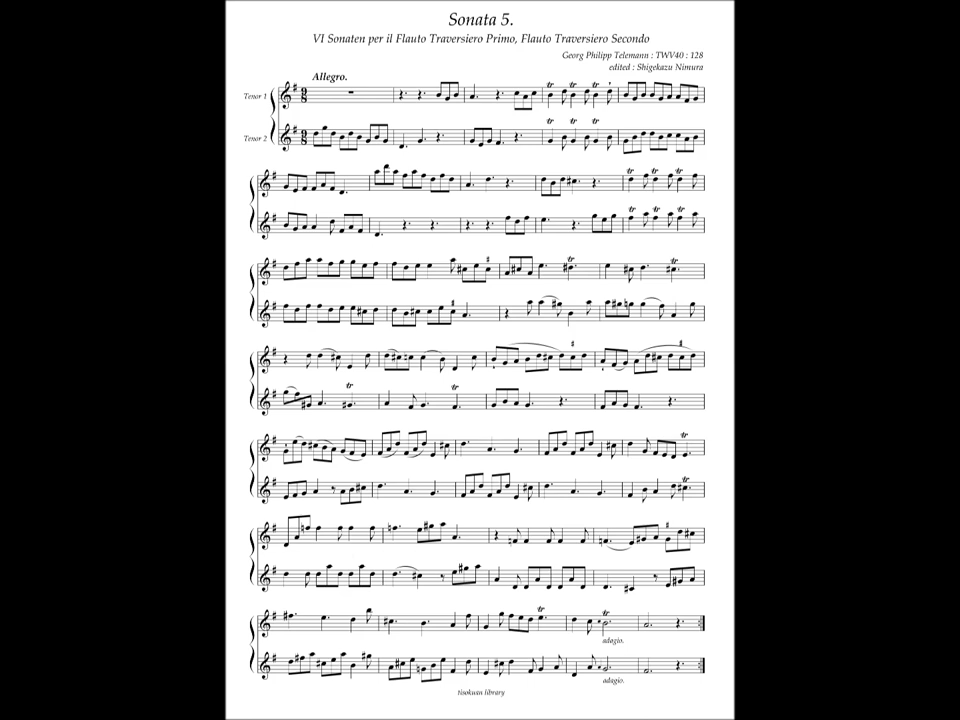 Sonata 5.
VI Sonaten per il Flauto Traversiero Primo, Flauto Traversiero Secondo
Georg Philipp Telemann : TWV40 : 128
edited : Shigekazu Nimura
Allegro.
Tenor 1
Tenor 2
adagio.
adagio.
tisokuan library